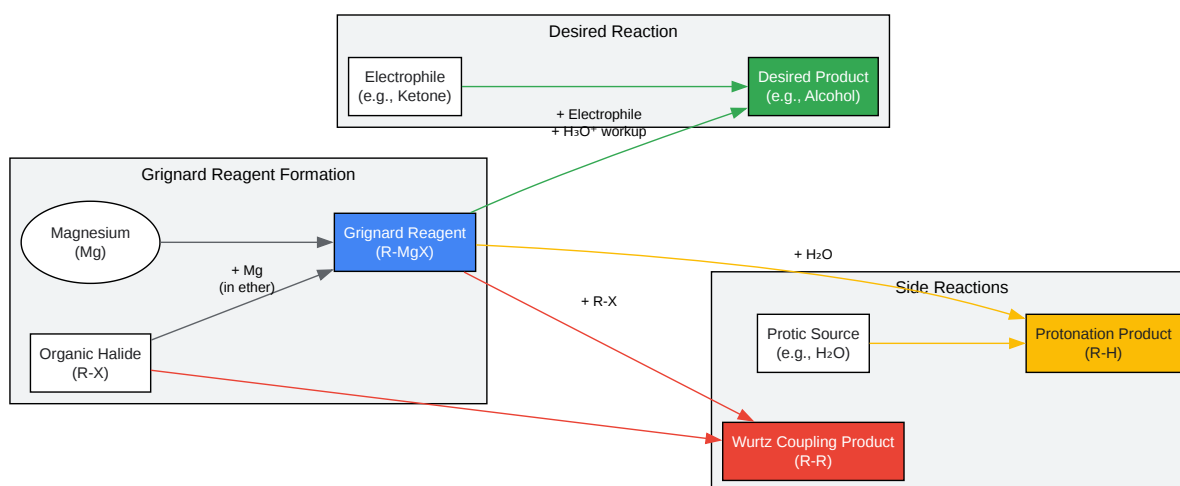 Desired Reaction
Electrophile
(e.g., Ketone)
Desired Product
(e.g., Alcohol)
+ Electrophile
+ H₃O⁺ workup
Grignard Reagent Formation
Magnesium
(Mg)
Grignard Reagent
(R-MgX)
+ Mg
(in ether)
Organic Halide
(R-X)
+ H₂O
+ R-X
Side Reactions
Protic Source
(e.g., H₂O)
Protonation Product
(R-H)
Wurtz Coupling Product
(R-R)